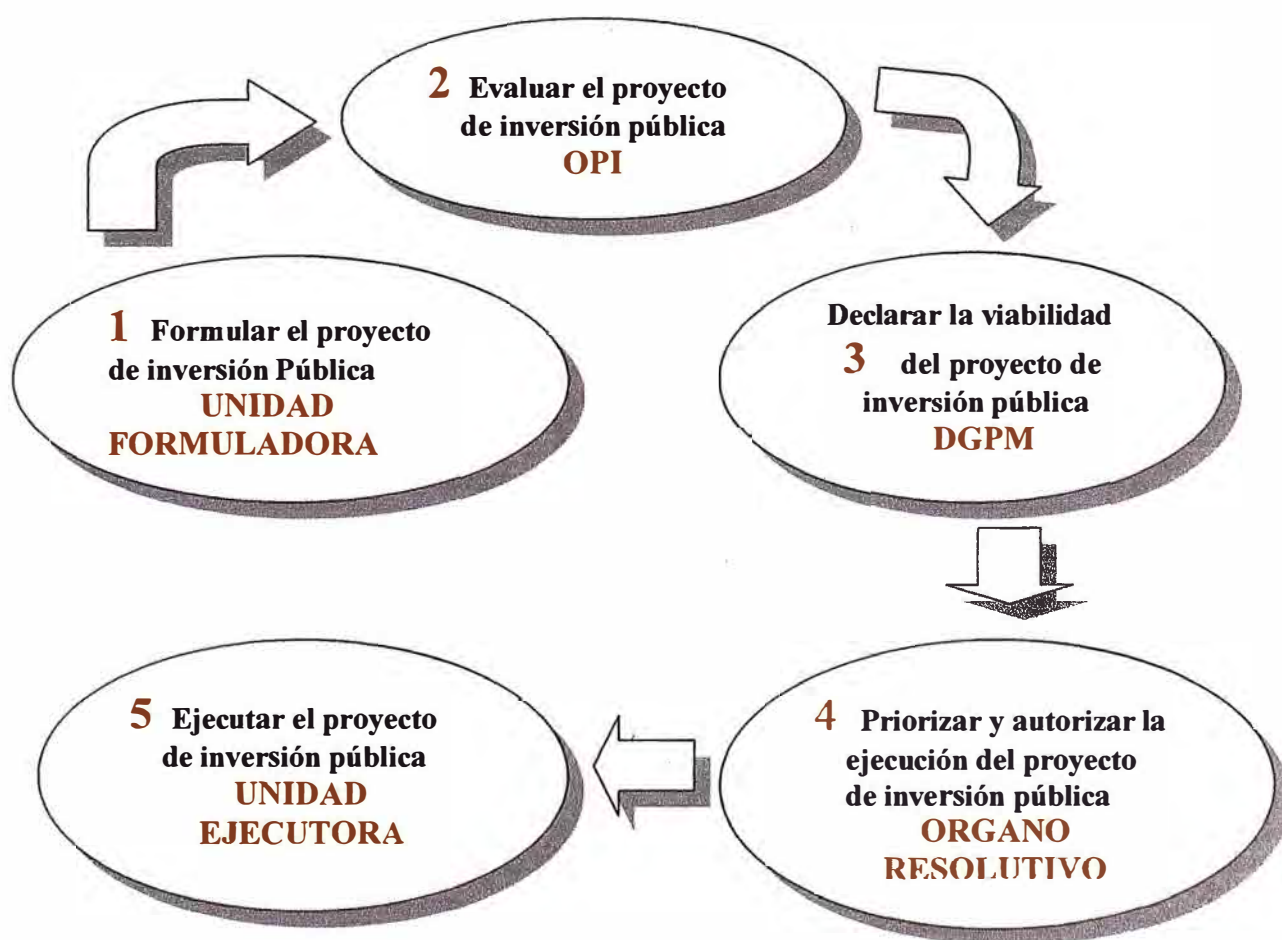 1 Formular el proyecto
de inversión Pública
UNIDAD
FORMULADORA
2 Evaluar el proyecto
de inversión pública
OPI
Declarar la viabilidad
3 del proyecto de
inversión pública
DGPM
4 Priorizar y autorizar la
ejecución del proyecto
de inversión pública
ORGANO
RESOLUTIVO
5 Ejecutar el proyecto
de inversión pública
UNIDAD
EJECUTORA